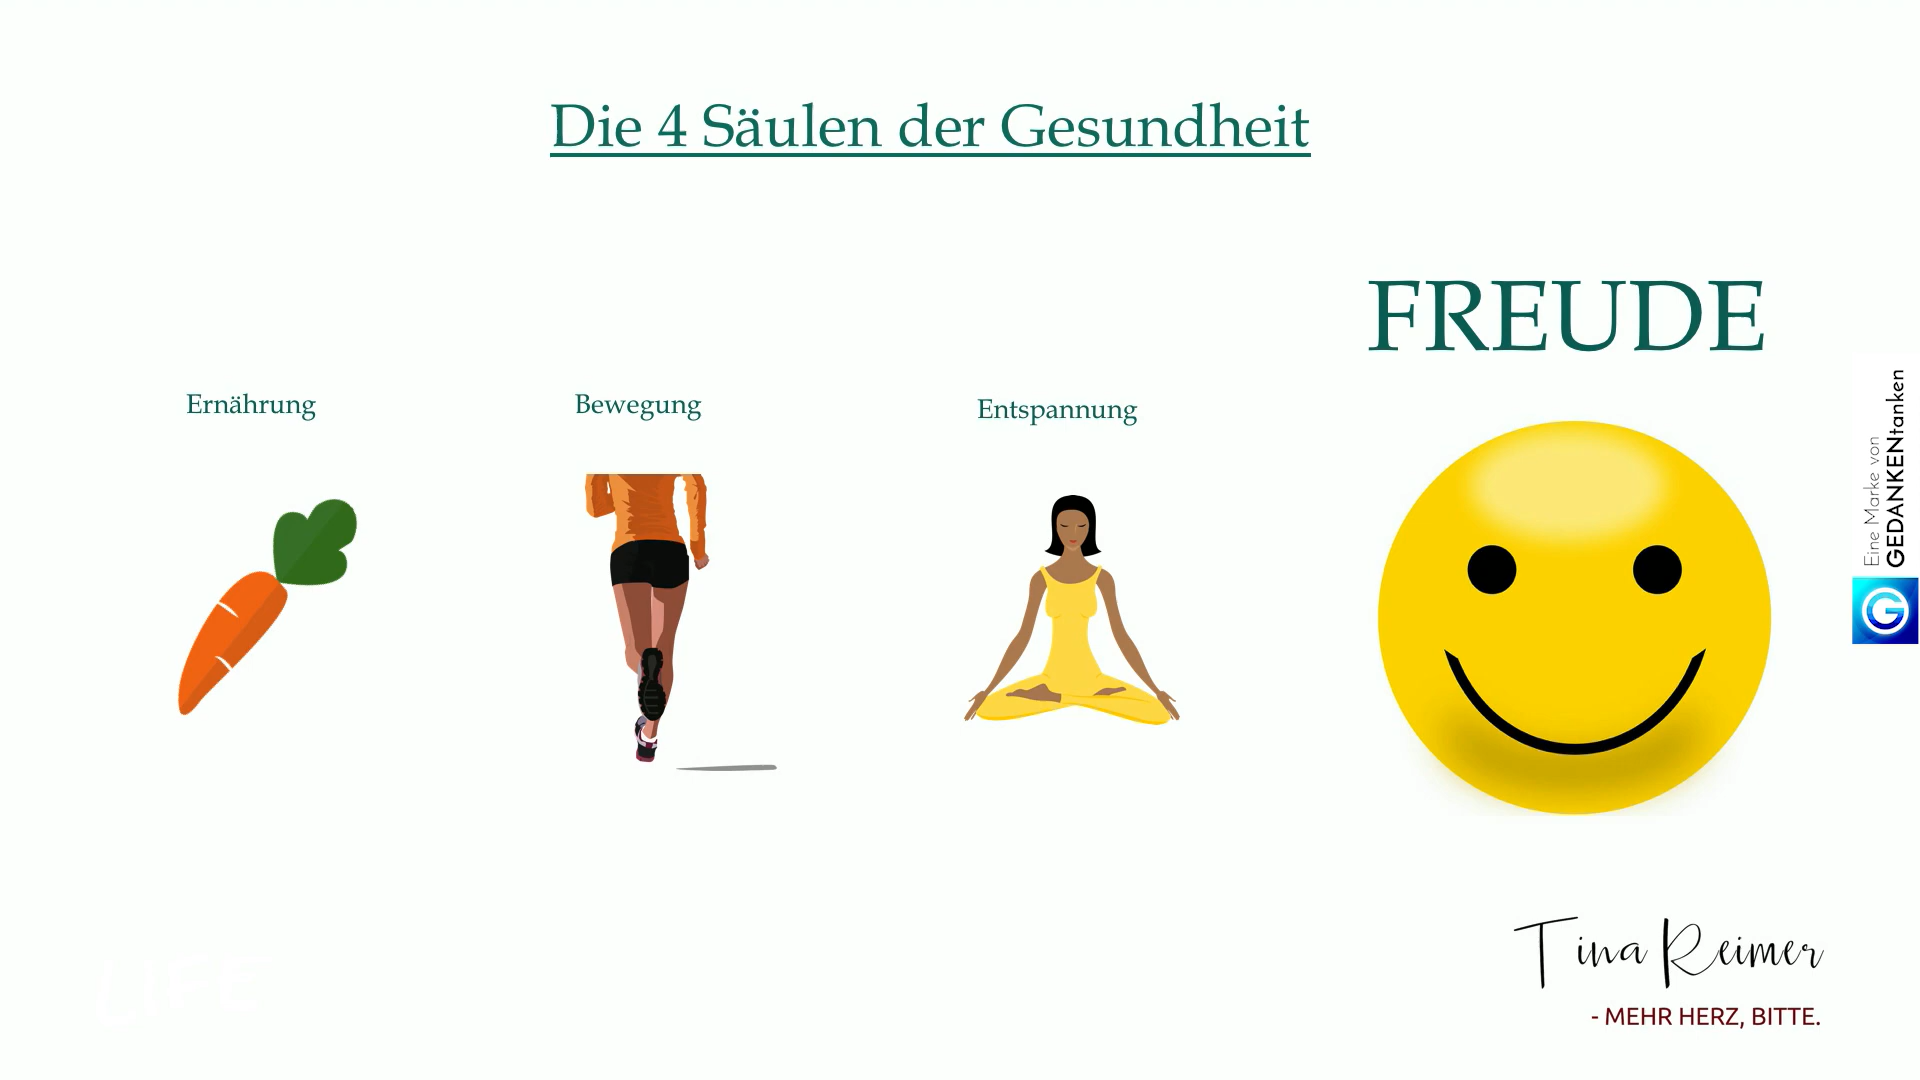 Die 4 Säulen der Gesundheit
FREUDE
Ernährung
Bewegung
Entspannung
Eine Marke von
GEDANKENtanken
G
Tina Reimer
- MEHR HERZ, BITTE.